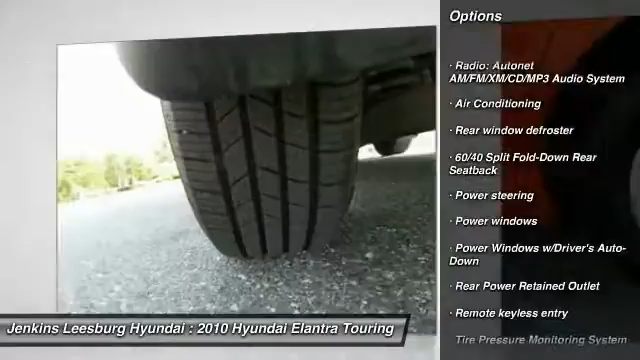 Options
· Radio: Autonet
AM/FM/XM/CD/MP3 Audio System
· Air Conditioning
· Rear window defroster
· 60/40 Split Fold-Down Rear
Seatback
· Power steering
· Power windows
· Power Windows w/Driver's Auto-
Down
· Rear Power Retained Outlet
· Remote keyless entry
· Tire Pressure Monitoring System
Jenkins Leesburg Hyundai : 2010 Hyundai Elantra Touring